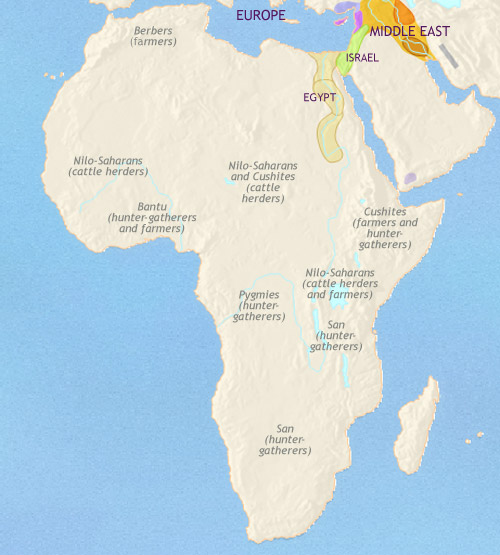 EUROPE
Berbers
(farmers)
MIDDLE EAST
ISRAEL
EGYPT
Nilo-Saharans
(cattle herders)
Nilo-Saharans
and Cushites
(cattle
herders)
Bantu
(hunter-gatherers
and farmers)
Cushites
(farmers and
hunter-
gatherers)
Nilo-Saharans
(cattle herders
and farmers)
Pygmies
(hunter-
gatherers)
San
(hunter-
gatherers)
San
(hunter-
gatherers)